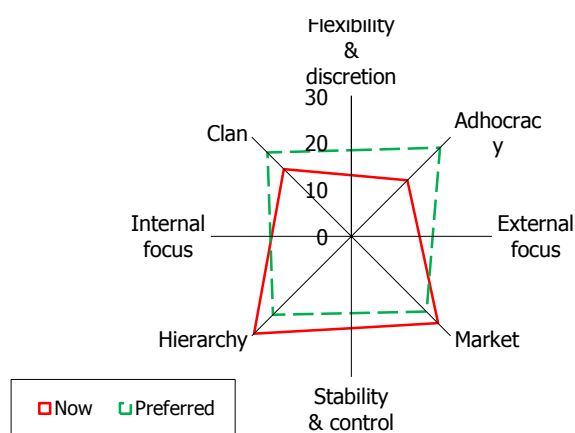 Flexibility
&
discretion
30
Clan
20
Adhocrac
y
10
Internal
focus
0
External
focus
Hierarchy
Market
Now
Preferred
Stability
& control